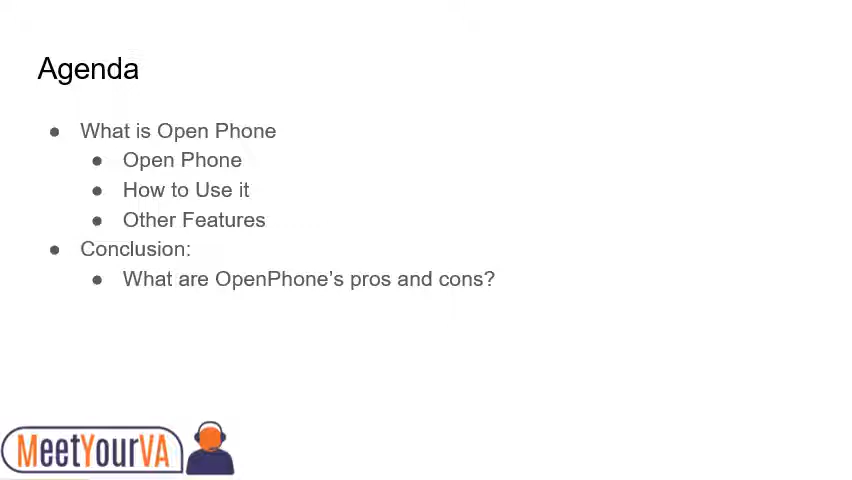 Agenda
● What is Open Phone
● Open Phone
● How to Use it
● Other Features
● Conclusion:
● What are OpenPhone's pros and cons?
MeetYourVA